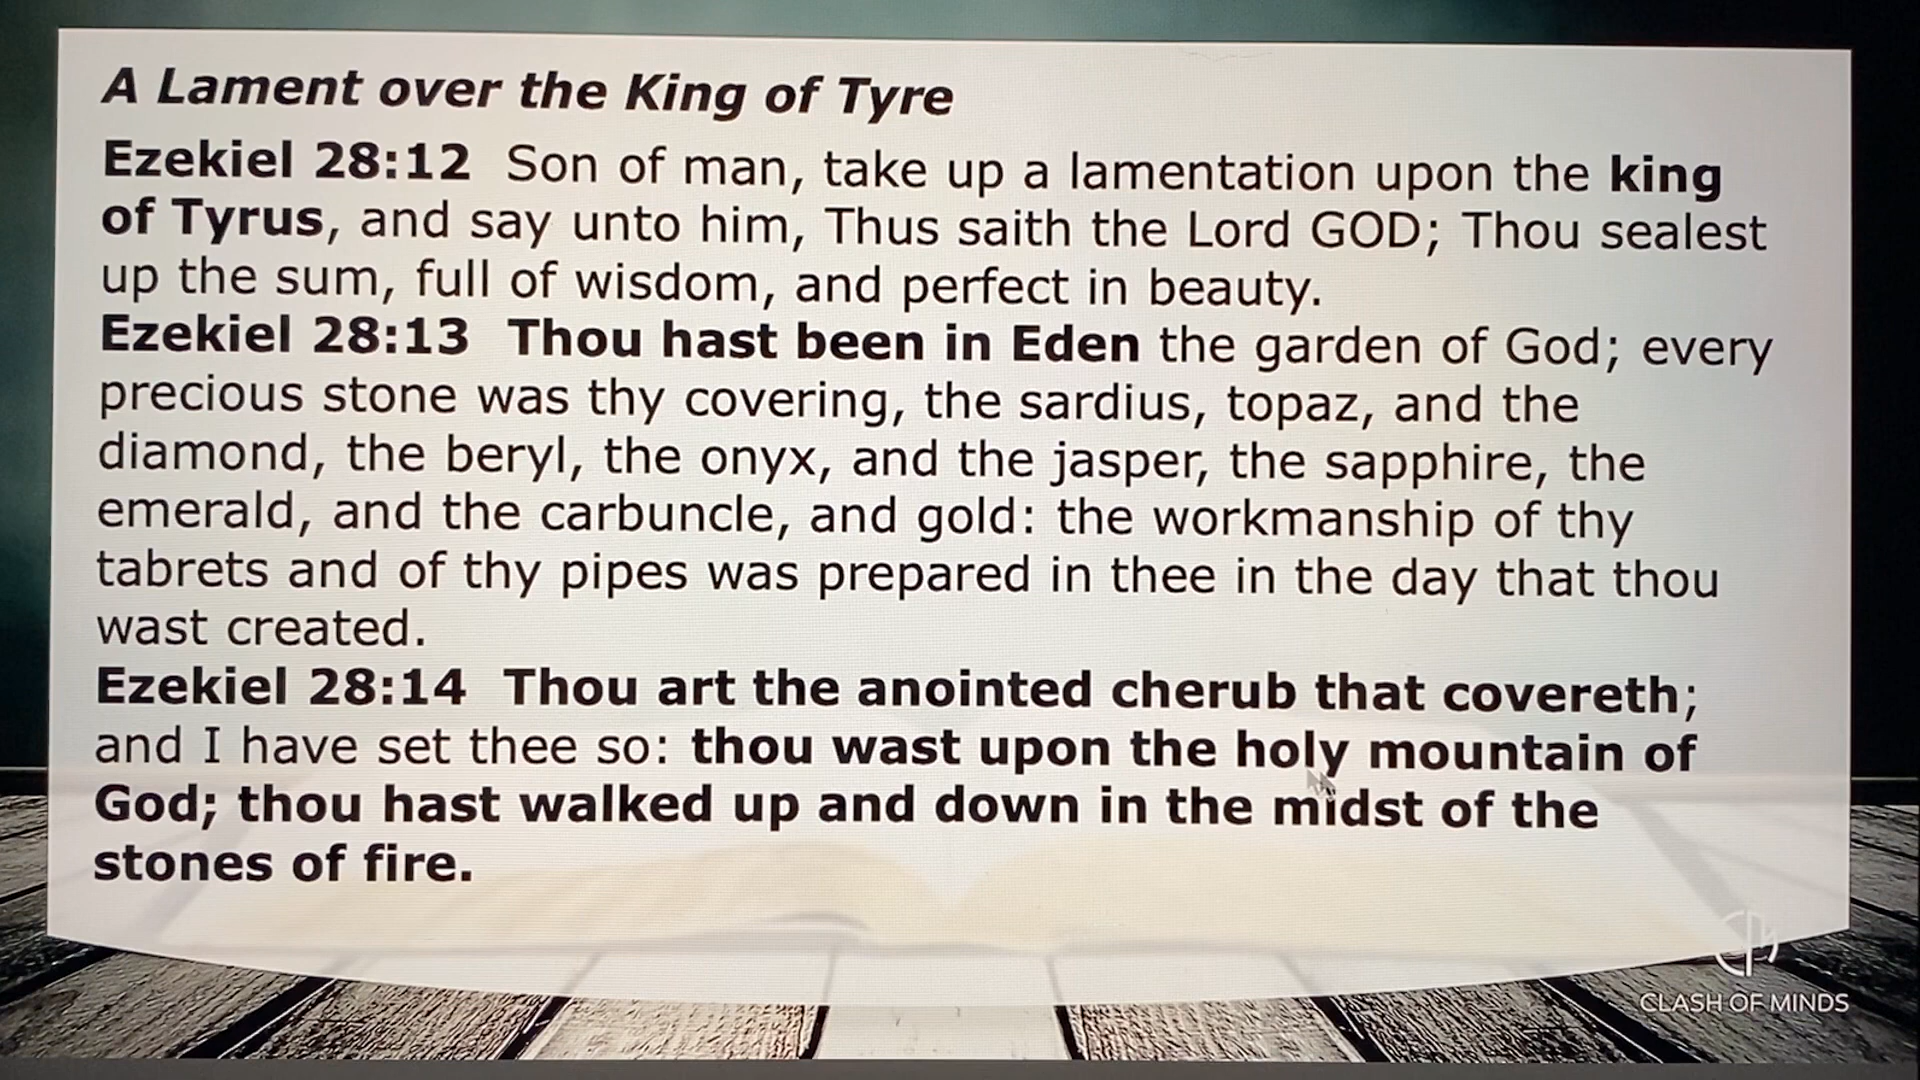 A Lament over the King of Tyre
Ezekiel 28:12 Son of man, take up a lamentation upon the king
of Tyrus, and say unto him, Thus saith the Lord GOD; Thou sealest
up the sum, full of wisdom, and perfect in beauty.
Ezekiel 28:13 Thou hast been in Eden the garden of God; every
precious stone was thy covering, the sardius, topaz, and the
diamond, the beryl, the onyx, and the jasper, the sapphire, the
emerald, and the carbuncle, and gold: the workmanship of thy
tabrets and of thy pipes was prepared in thee in the day that thou
wast created.
Ezekiel 28:14 Thou art the anointed cherub that covereth;
and I have set thee so: thou wast upon the holy mountain of
God; thou hast walked up and down in the midst of the
stones of fire.
CLASH OF MINDS